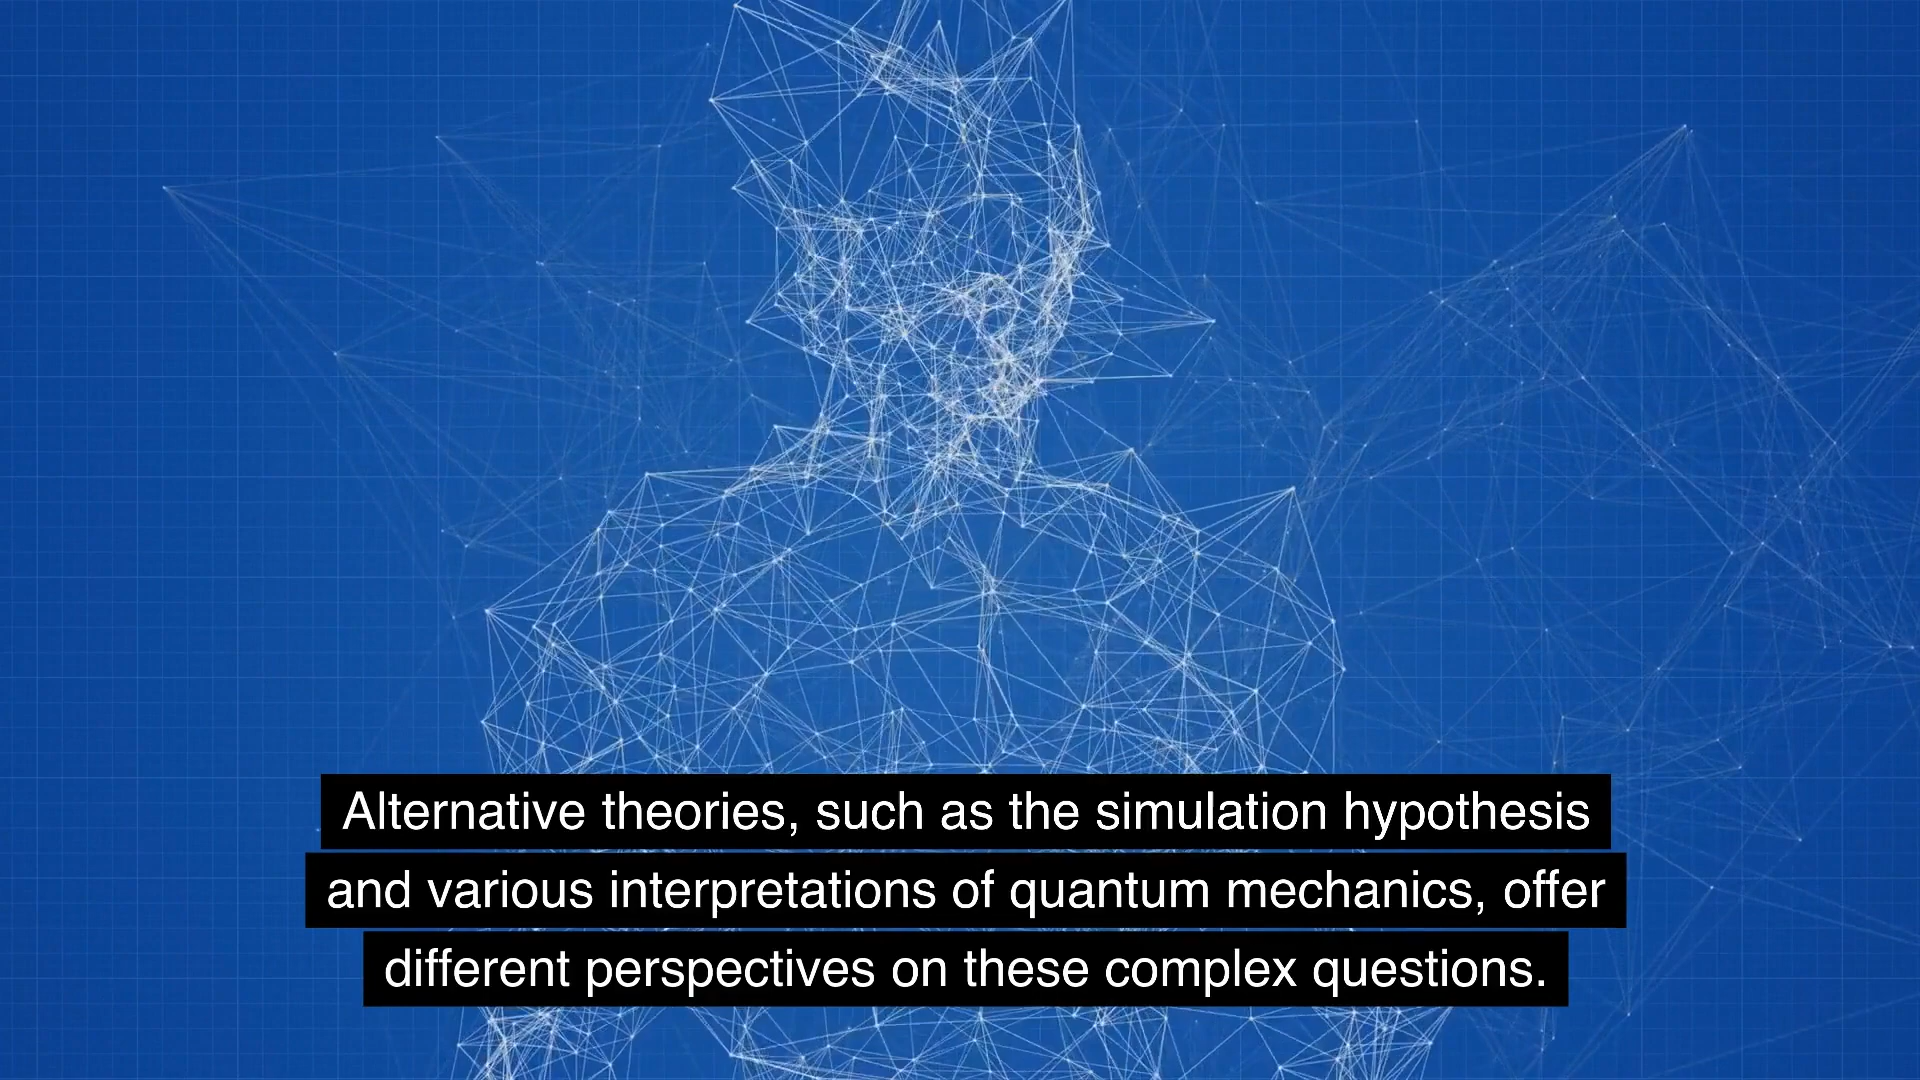 Alternative theories, such as the simulation hypothesis
and various interpretations of quantum mechanics, offer
different perspectives on these complex questions.